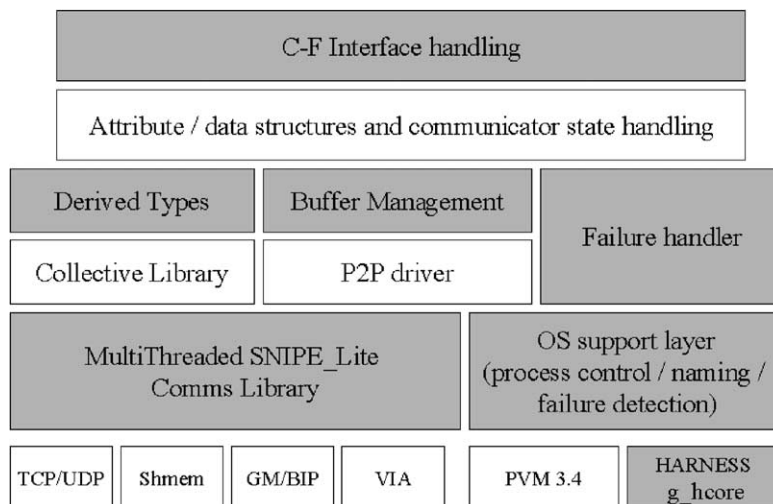 C-F Interface handling
Attribute / data structures and communicator state handling
Derived Types
Buffer Management
Failure handler
Collective Library
P2P driver
MultiThreaded SNIPE_Lite
Comms Library
OS support layer
(process control / naming /
failure detection)
TCP/UDP
Shmem
GM/BIP
VIA
PVM 3.4
HARNESS
g_hcore